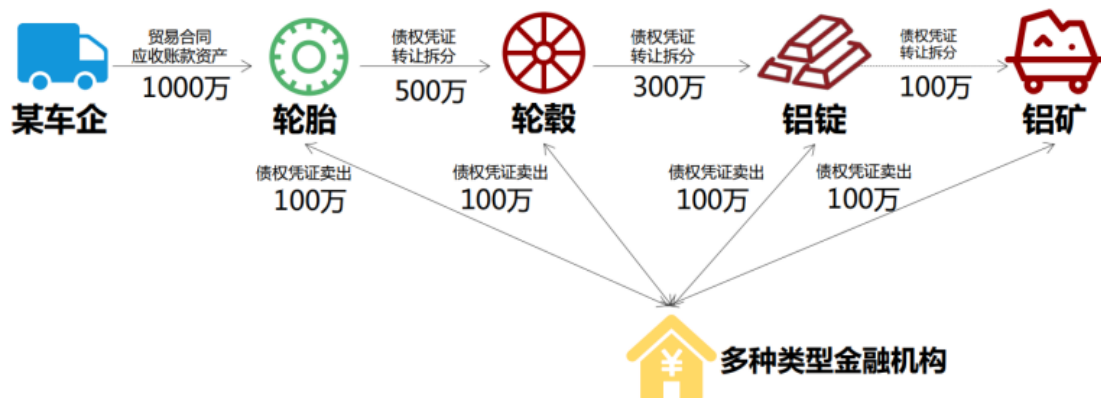 贸易合同
应收账款资产
1000万
债权凭证
转让拆分
500万
债权凭证
转让拆分
300万
债权凭证
转让拆分
100万
某车企
轮胎
轮毂
铝锭
铝矿
债权凭证卖出
100万
债权凭证卖出
100万
债权凭证卖出
100万
债权凭证卖出
100万
¥
多种类型金融机构